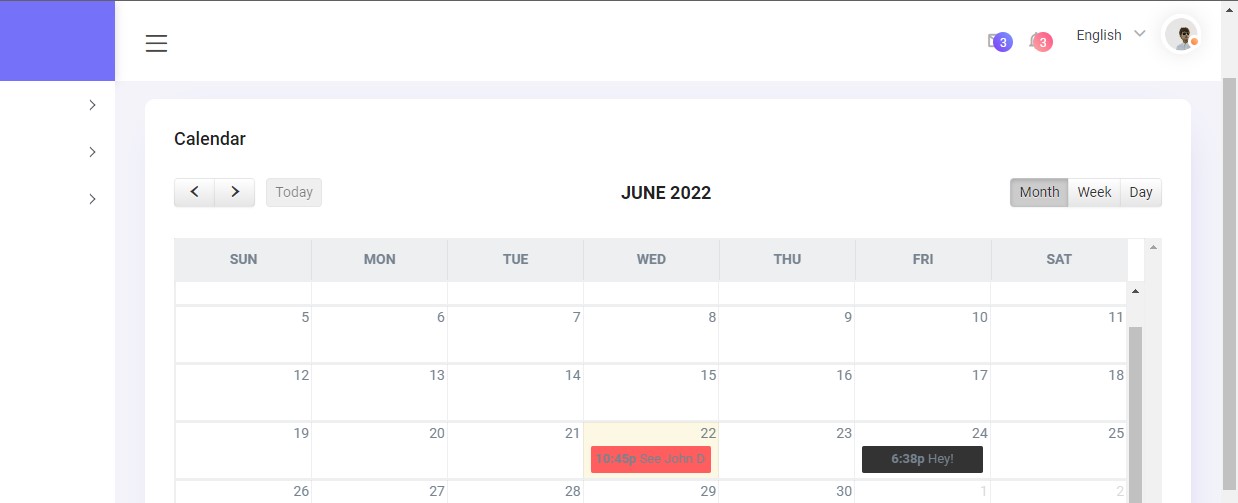 3
3
English
Calendar
Today
JUNE 2022
Month
Week
Day
SUN MON TUE WED THU FRI SAT
5 6 7 8 9 10 11
12 13 14 15 16 17 18
19 20 21 22 23 24 25
10:45p See John D
6:38p Hey!
26 27 28 29 30 1 2